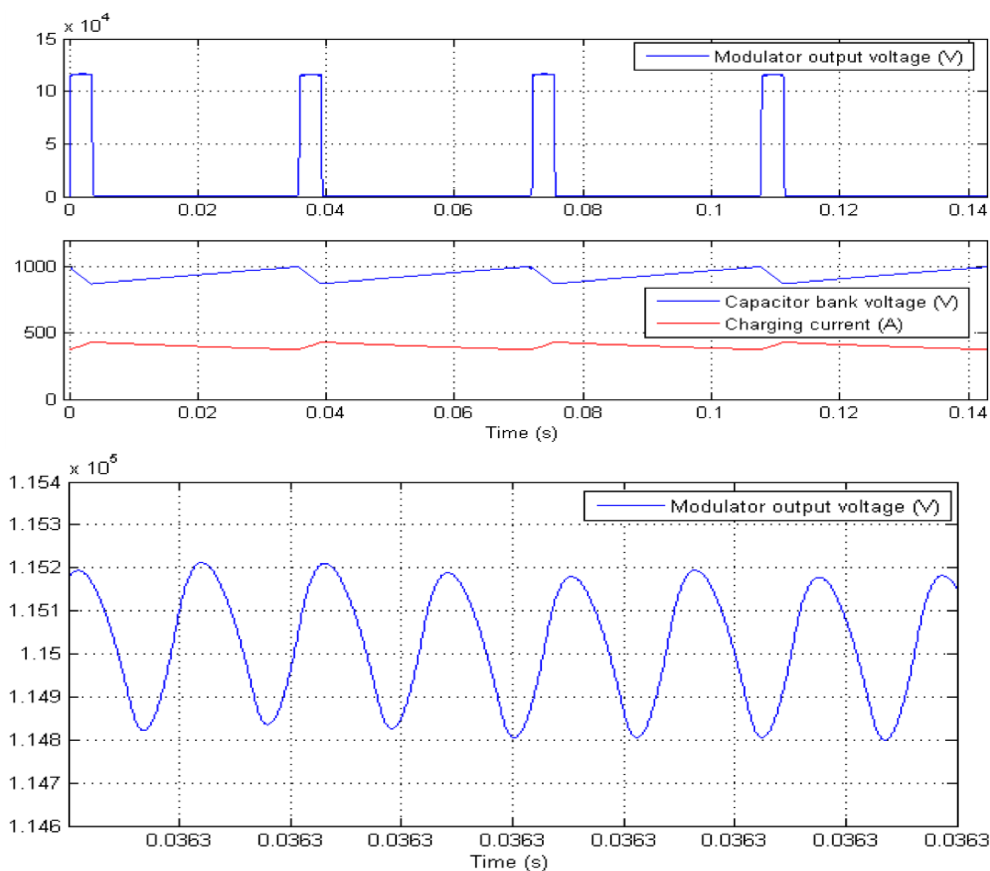 x 10^4
15
Modulator output voltage (V)
10
5
0
0 0.02 0.04 0.06 0.08 0.1 0.12 0.14
1000
Capacitor bank voltage (V)
500
Charging current (A)
0
0 0.02 0.04 0.06 0.08 0.1 0.12 0.14
Time (s)
x 10^5
1.154
Modulator output voltage (V)
1.153
1.152
1.151
1.15
1.149
1.148
1.147
1.146
0.0363 0.0363 0.0363 0.0363 0.0363 0.0363 0.0363 0.0363
Time (s)